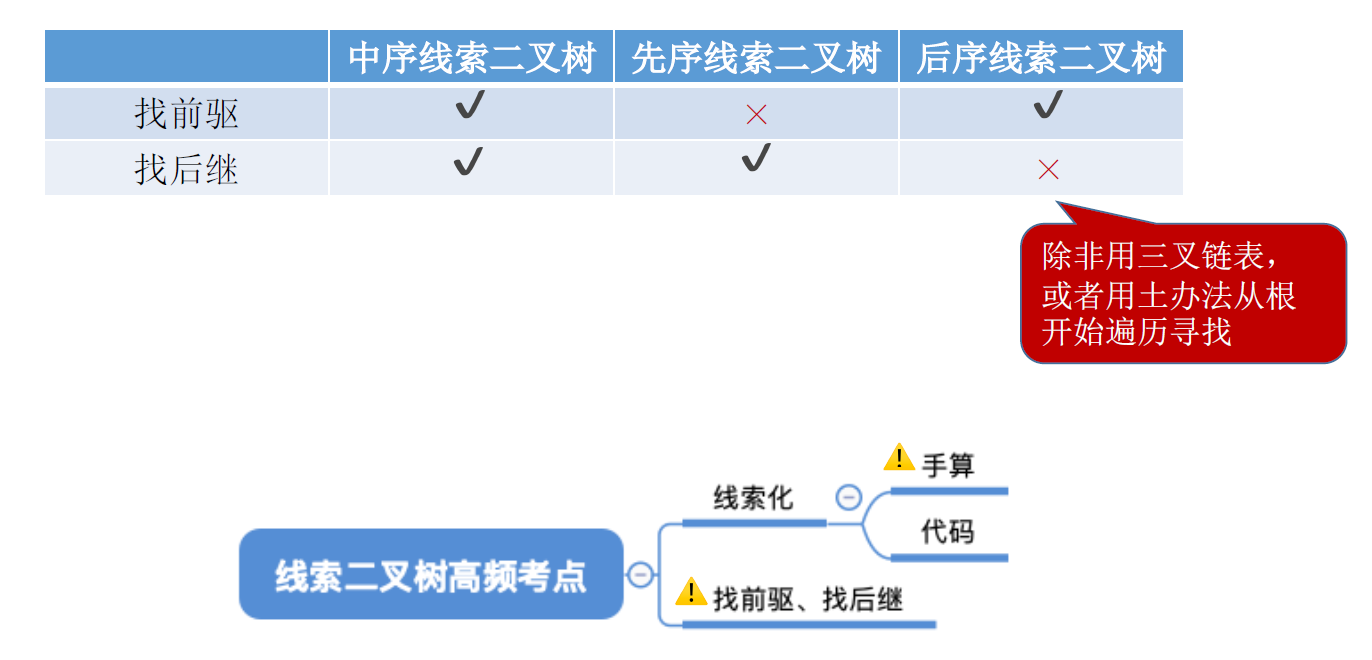 中序线索二叉树 先序线索二叉树 后序线索二叉树
找前驱 ✔ × ✔
找后继 ✔ ✔ ×
除非用三叉链表，
或者用土办法从根
开始遍历寻找
线索二叉树高频考点
线索化
手算
代码
找前驱、找后继